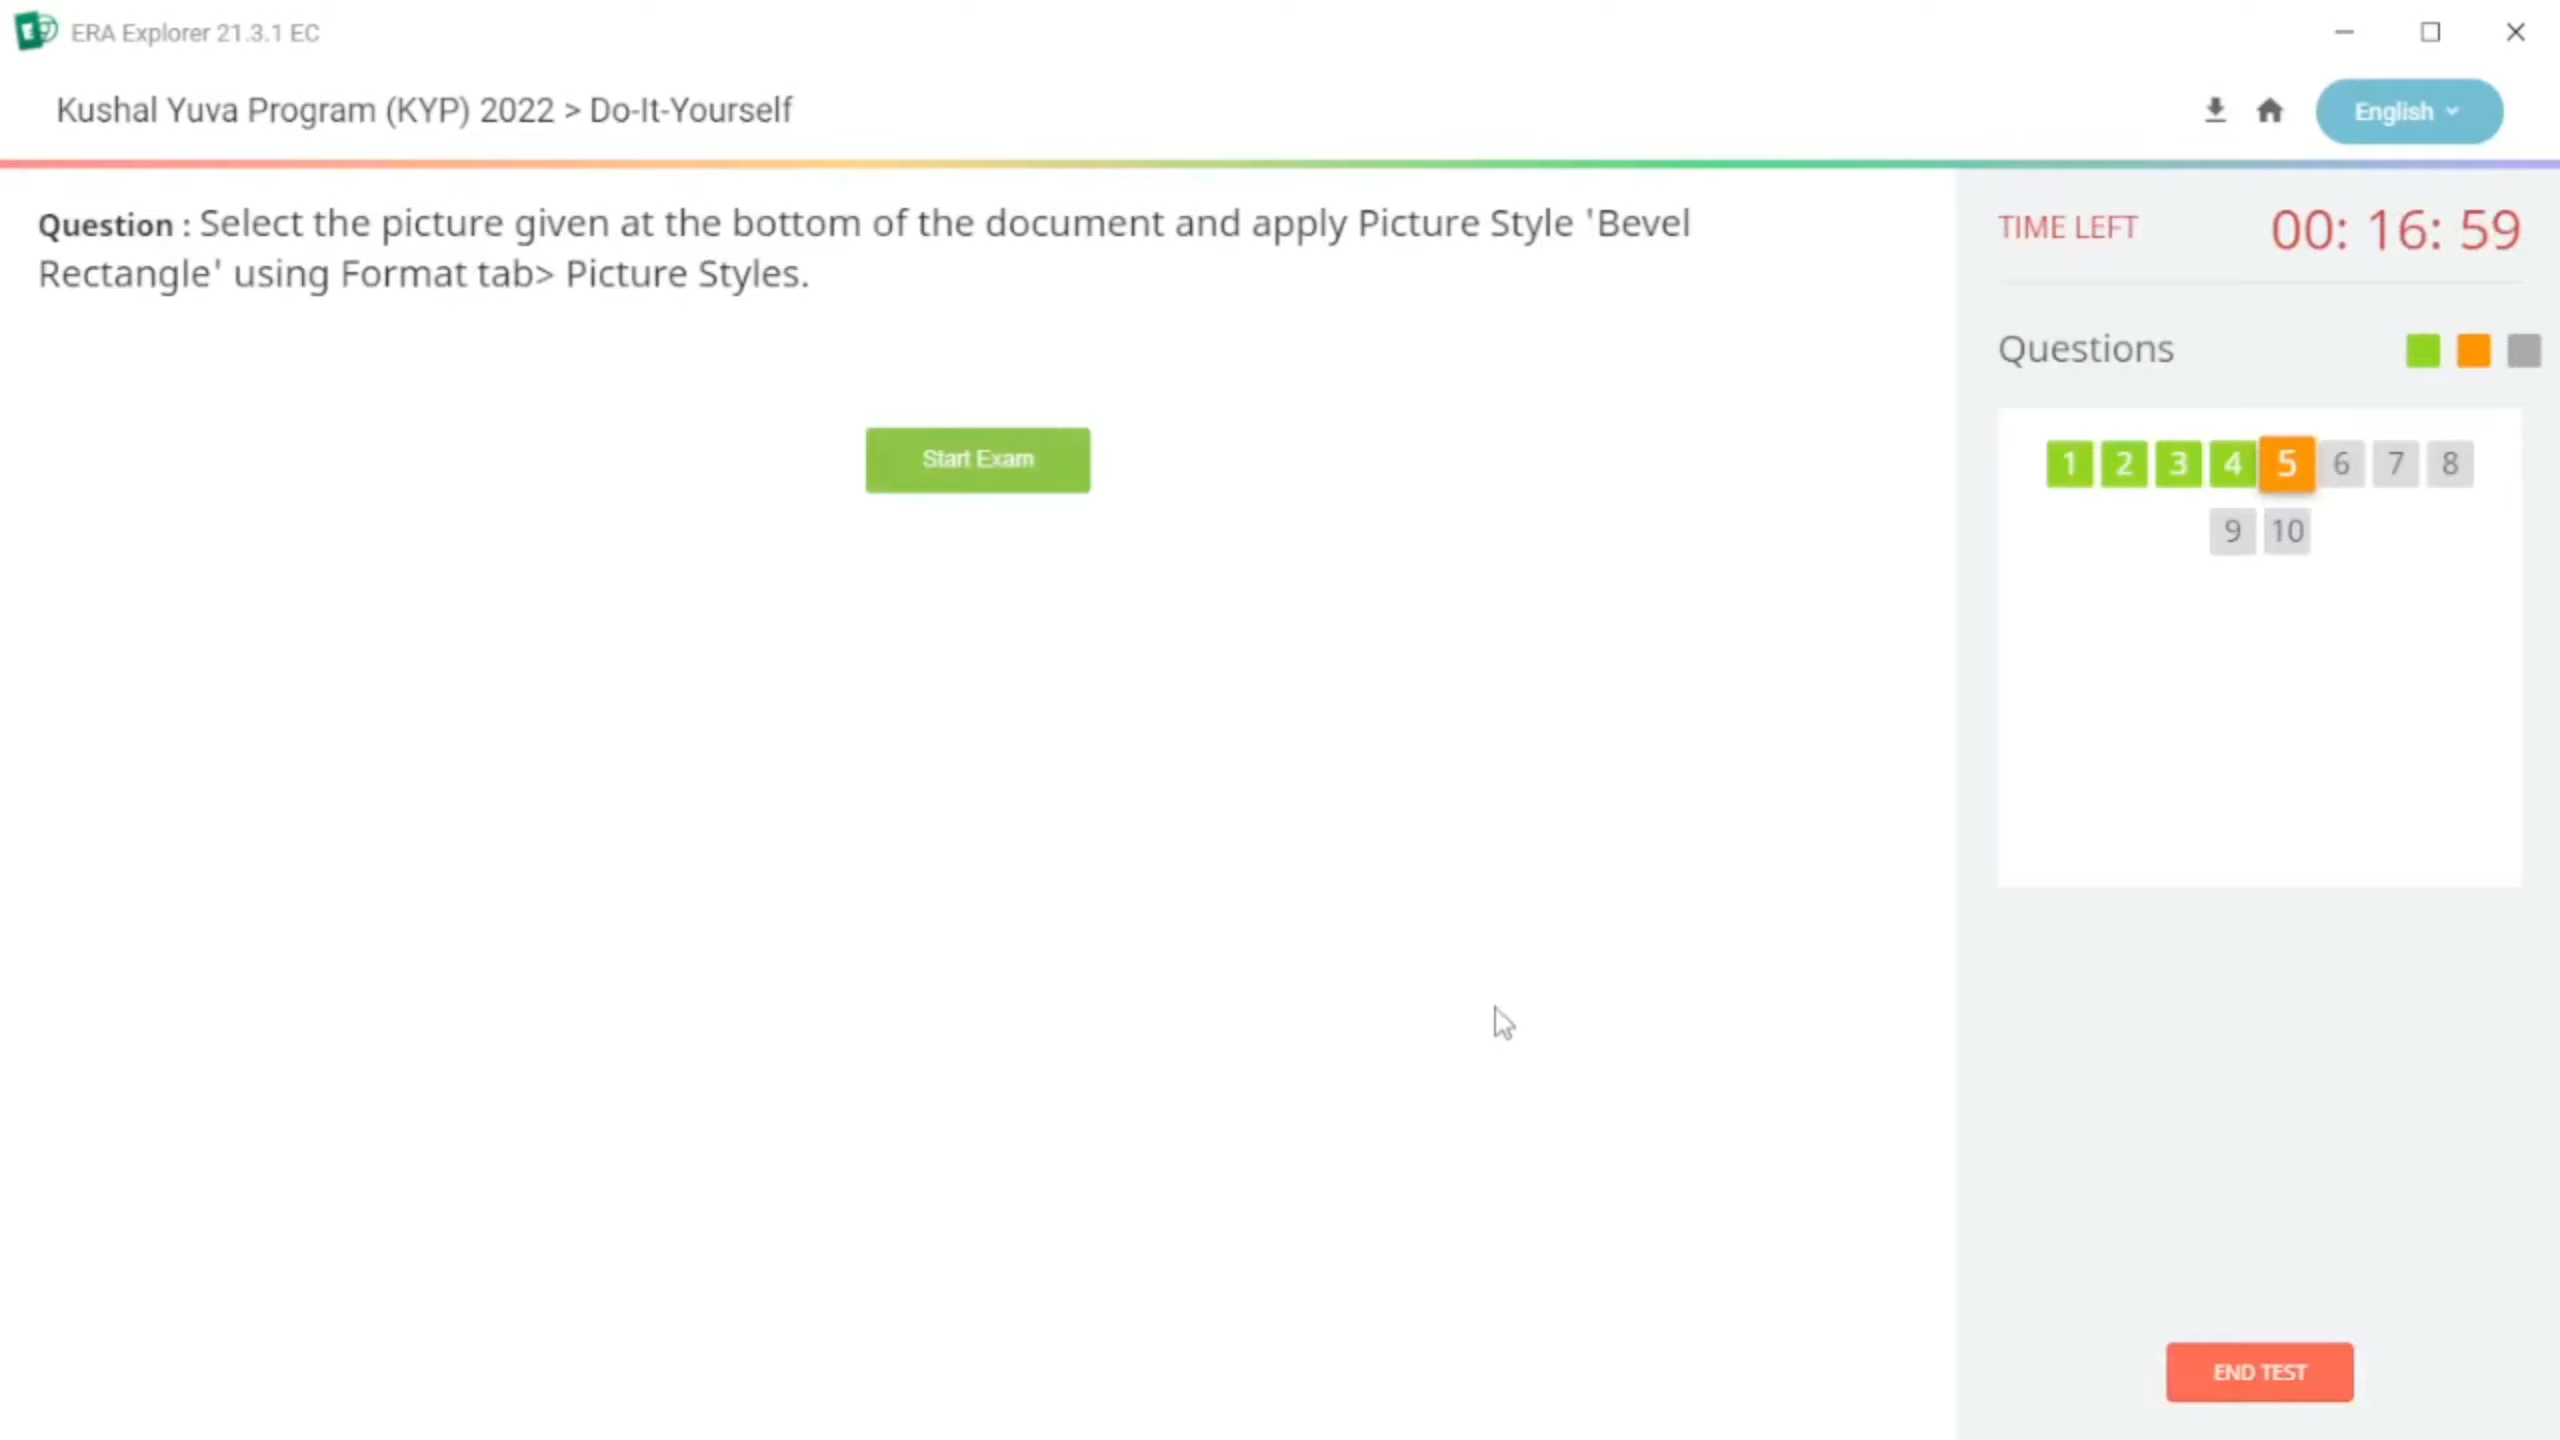 ERA Explorer 21.3.1 EC
Kushal Yuva Program (KYP) 2022 > Do-It-Yourself
English
Question : Select the picture given at the bottom of the document and apply Picture Style 'Bevel
Rectangle' using Format tab> Picture Styles.
Start Exam
TIME LEFT 00: 16: 59
Questions
1 2 3 4 5 6 7 8
9 10
END TEST